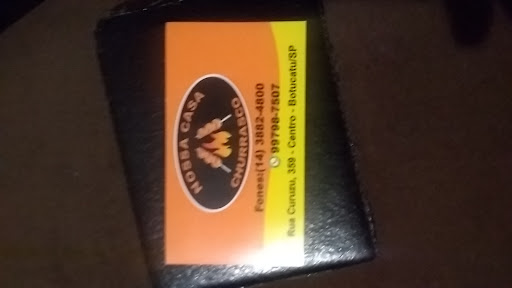 NOSSA CASA
CHURRASCO
Fones:(14) 3882-4800
99798-7507
Rua Curuzu, 359 - Centro - Botucatu/SP